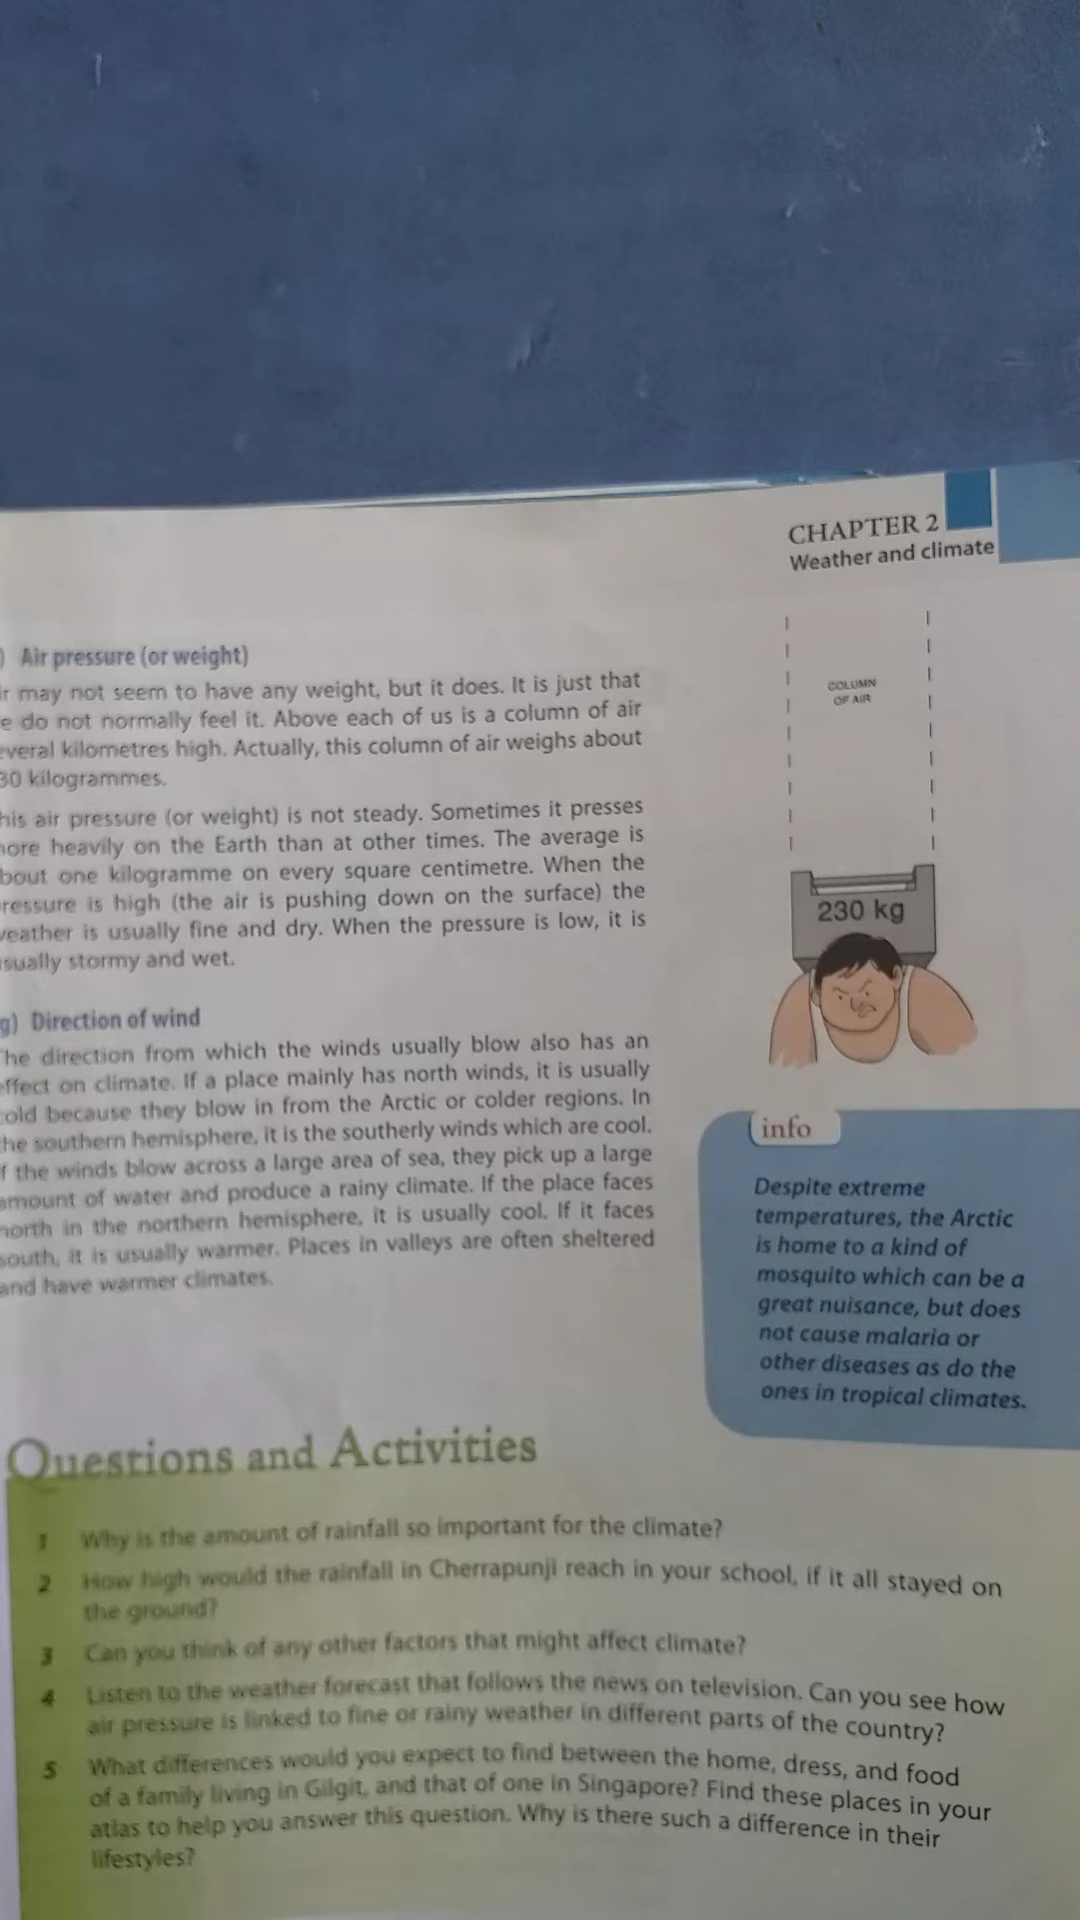 CHAPTER 2
Weather and climate
) Air pressure (or weight)
r may not seem to have any weight, but it does. It is just that
e do not normally feel it. Above each of us is a column of air
everal kilometres high. Actually, this column of air weighs about
30 kilogrammes.
his air pressure (or weight) is not steady. Sometimes it presses
ore heavily on the Earth than at other times. The average is
bout one kilogramme on every square centimetre. When the
ressure is high (the air is pushing down on the surface) the
weather is usually fine and dry. When the pressure is low, it is
usually stormy and wet.
g) Direction of wind
The direction from which the winds usually blow also has an
effect on climate. If a place mainly has north winds, it is usually
cold because they blow in from the Arctic or colder regions. In
the southern hemisphere, it is the southerly winds which are cool.
f the winds blow across a large area of sea, they pick up a large
amount of water and produce a rainy climate. If the place faces
north in the northern hemisphere, it is usually cool. If it faces
south, it is usually warmer. Places in valleys are often sheltered
and have warmer climates.
COLUMN
OF AIR
230 kg
info
Despite extreme
temperatures, the Arctic
is home to a kind of
mosquito which can be a
great nuisance, but does
not cause malaria or
other diseases as do the
ones in tropical climates.
Questions and Activities
1 Why is the amount of rainfall so important for the climate?
2 How high would the rainfall in Cherrapunji reach in your school, if it all stayed on
the ground?
3 Can you think of any other factors that might affect climate?
4 Listen to the weather forecast that follows the news on television. Can you see how
air pressure is linked to fine or rainy weather in different parts of the country?
5 What differences would you expect to find between the home, dress, and food
of a family living in Gilgit, and that of one in Singapore? Find these places in your
atlas to help you answer this question. Why is there such a difference in their
lifestyles?